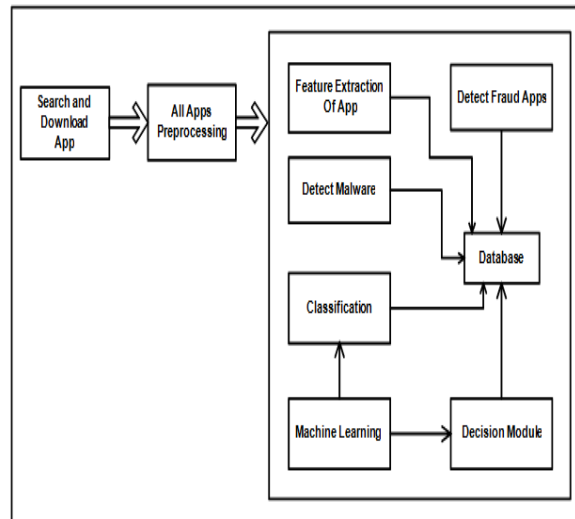 Search and
Download
App
All Apps
Preprocessing
Feature Extraction
Of App
Detect Fraud Apps
Detect Malware
Database
Classification
Machine Learning
Decision Module